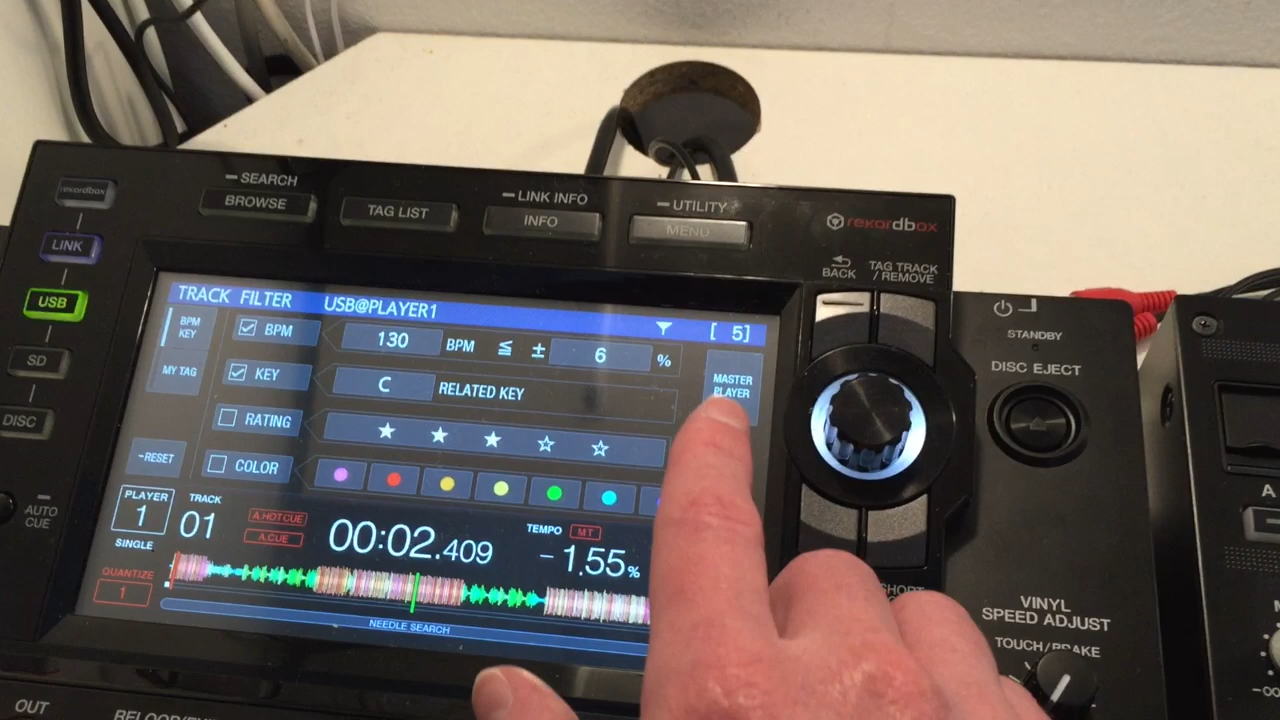 rekordbox
SEARCH
BROWSE
TAG LIST
LINK INFO
INFO
UTILITY
MENU
rekordbox
BACK
TAG TRACK
/ REMOVE
LINK
USB
SD
DISC
AUTO
CUE
TRACK FILTER
USB@PLAYER1
[ 5]
BPM
KEY
MY TAG
-RESET
BPM
130
BPM
≦
±
6
%
KEY
C
RELATED KEY
RATING
COLOR
MASTER
PLAYER
PLAYER
1
SINGLE
TRACK
01
A.HOT CUE
A.CUE
00:02.409
TEMPO
MT
-1.55%
QUANTIZE
1
NEEDLE SEARCH
STANDBY
DISC EJECT
VINYL
SPEED ADJUST
TOUCH/BRAKE
OUT